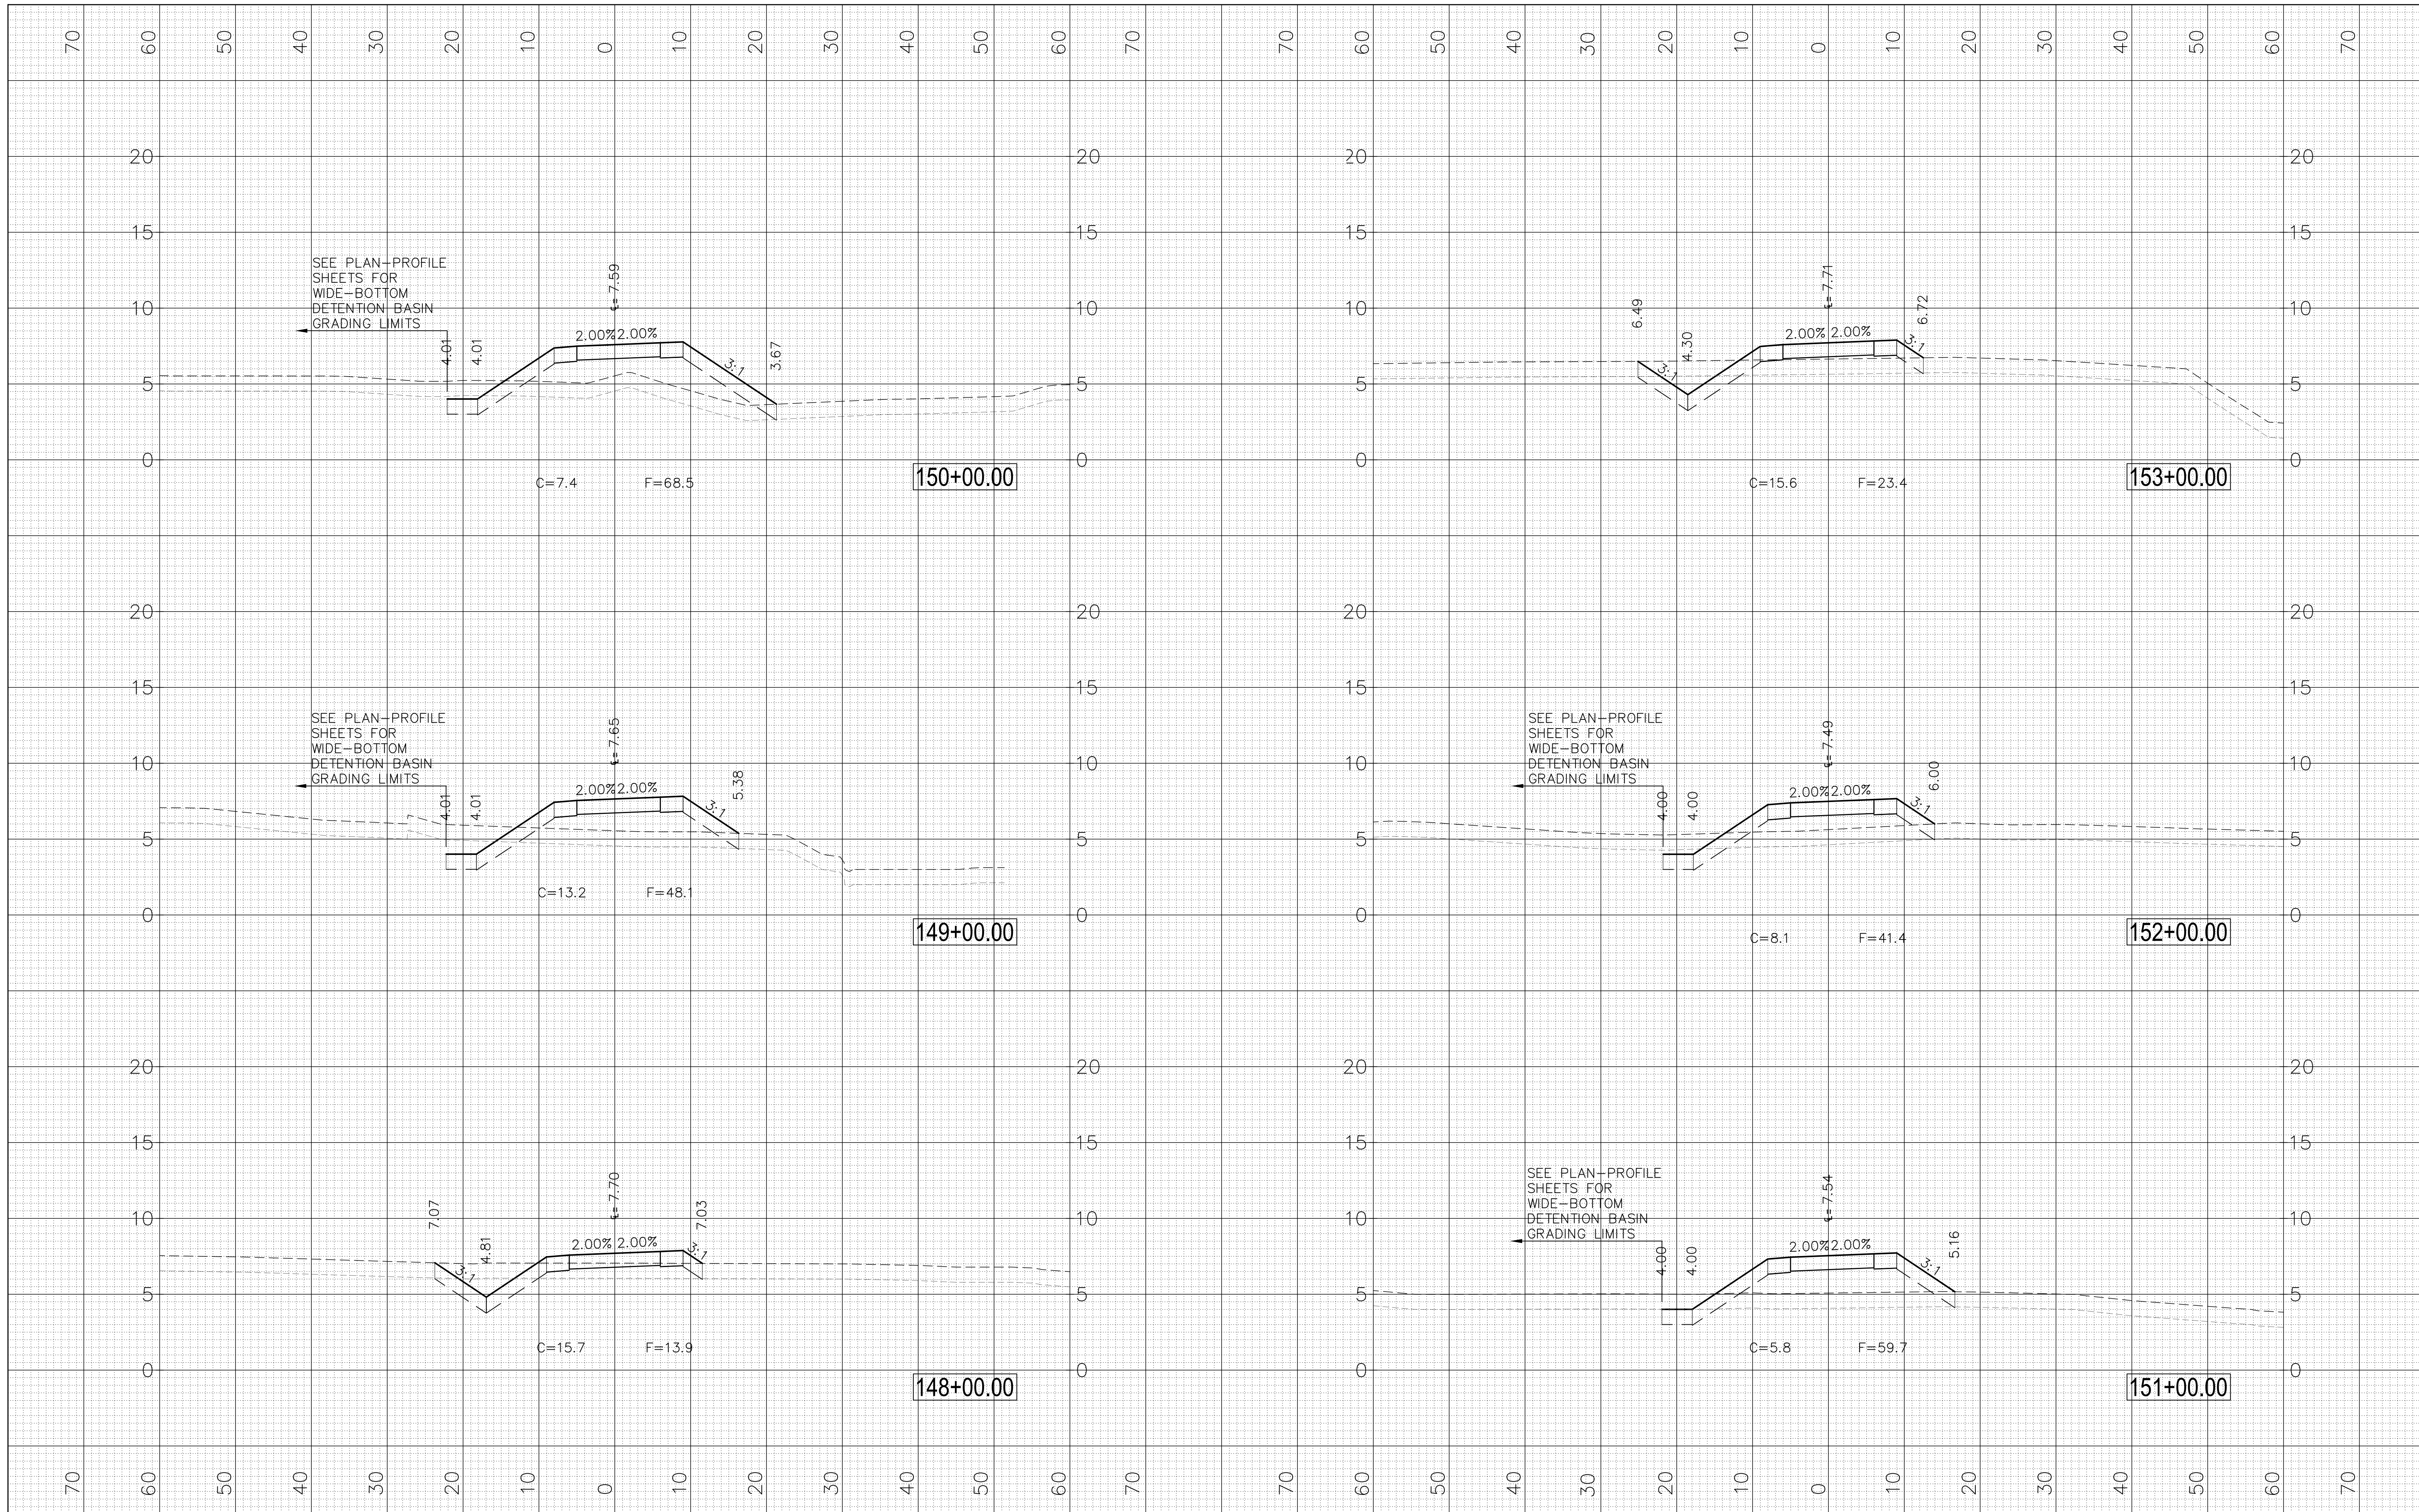 70 60 50 40 30 20 10 0 10 20 30 40 50 60 70 70 60 50 40 30 20 10 0 10 20 30 40 50 60 70
20 20 20 20
15 15 15 15
SEE PLAN-PROFILE
SHEETS FOR
WIDE-BOTTOM
DETENTION BASIN
GRADING LIMITS
4.01
4.01
℄= 7.59
2.00% 2.00%
3:1
3.67
10 10
5 5
0 0
C=7.4 F=68.5
150+00.00
6.49
4.30
℄= 7.71
2.00% 2.00%
3:1
3:1
6.72
10 10
5 5
0 0
C=15.6 F=23.4
153+00.00
20 20 20 20
15 15 15 15
SEE PLAN-PROFILE
SHEETS FOR
WIDE-BOTTOM
DETENTION BASIN
GRADING LIMITS
4.01
4.01
℄= 7.65
2.00% 2.00%
3:1
5.38
10 10
5 5
0 0
C=13.2 F=48.1
149+00.00
SEE PLAN-PROFILE
SHEETS FOR
WIDE-BOTTOM
DETENTION BASIN
GRADING LIMITS
4.00
4.00
℄= 7.49
2.00% 2.00%
3:1
6.00
10 10
5 5
0 0
C=8.1 F=41.4
152+00.00
20 20 20 20
15 15 15 15
7.07
4.81
℄= 7.70
2.00% 2.00%
3:1
3:1
7.03
10 10
5 5
0 0
C=15.7 F=13.9
148+00.00
SEE PLAN-PROFILE
SHEETS FOR
WIDE-BOTTOM
DETENTION BASIN
GRADING LIMITS
4.00
4.00
℄= 7.54
2.00% 2.00%
3:1
5.16
10 10
5 5
0 0
C=5.8 F=59.7
151+00.00
70 60 50 40 30 20 10 0 10 20 30 40 50 60 70 70 60 50 40 30 20 10 0 10 20 30 40 50 60 70